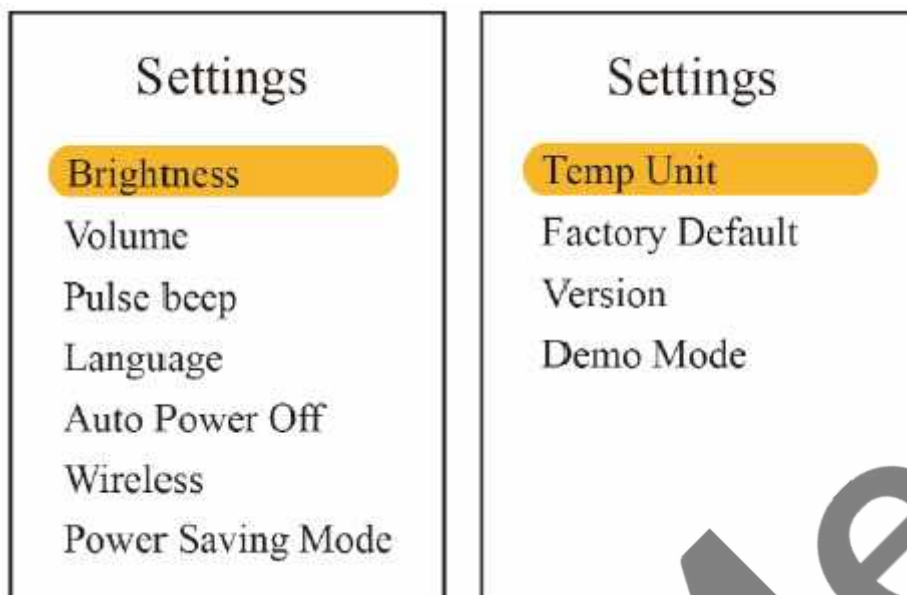 Settings
Brightness
Volume
Pulse beep
Language
Auto Power Off
Wireless
Power Saving Mode
Settings
Temp Unit
Factory Default
Version
Demo Mode